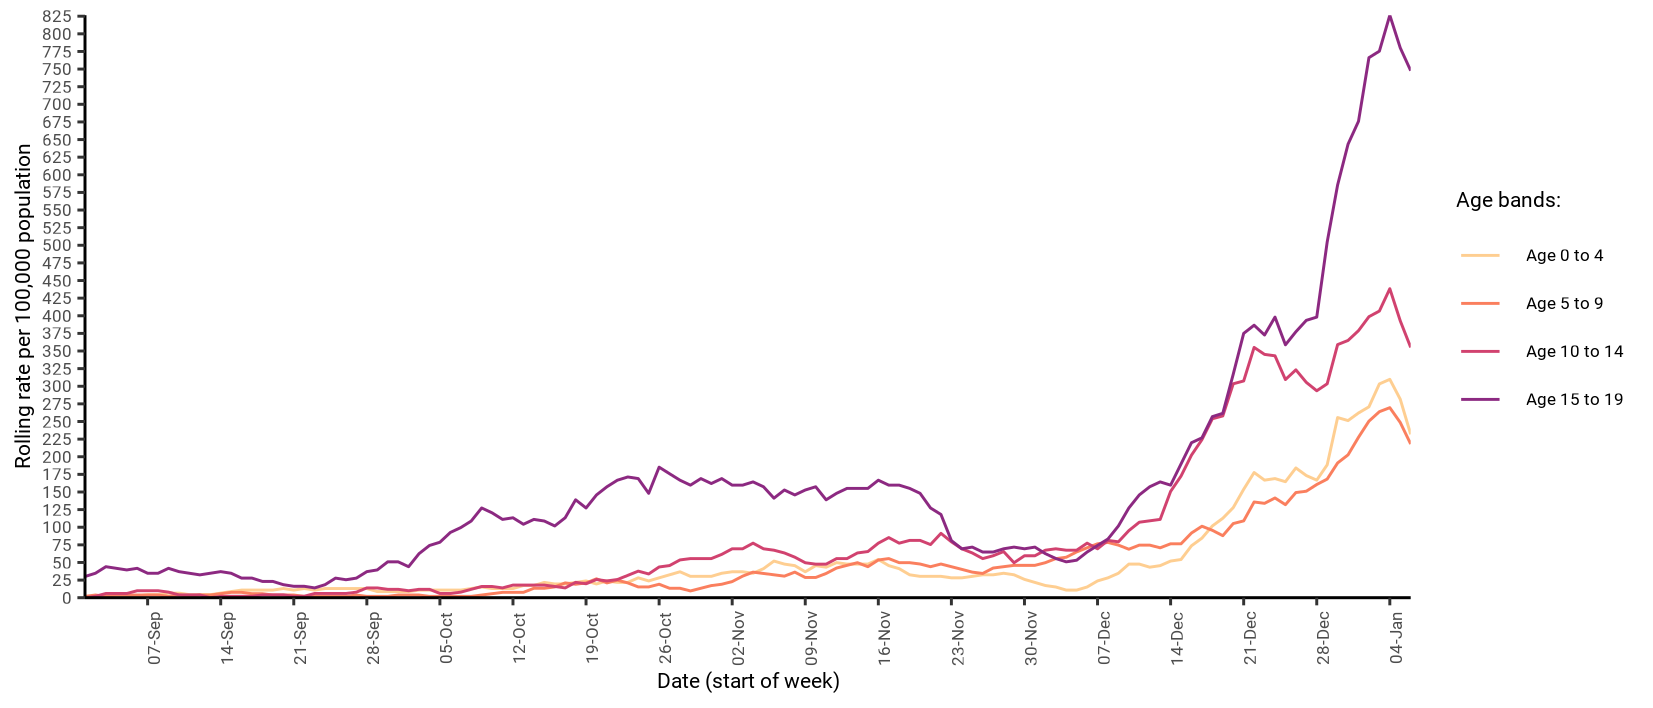 Rolling rate per 100,000 population
825
800
775
750
725
700
675
650
625
600
575
550
525
500
475
450
425
400
375
350
325
300
275
250
225
200
175
150
125
100
75
50
25
0
07-Sep
14-Sep
21-Sep
28-Sep
05-Oct
12-Oct
19-Oct
26-Oct
02-Nov
09-Nov
16-Nov
23-Nov
30-Nov
07-Dec
14-Dec
21-Dec
28-Dec
04-Jan
Date (start of week)
Age bands:
Age 0 to 4
Age 5 to 9
Age 10 to 14
Age 15 to 19